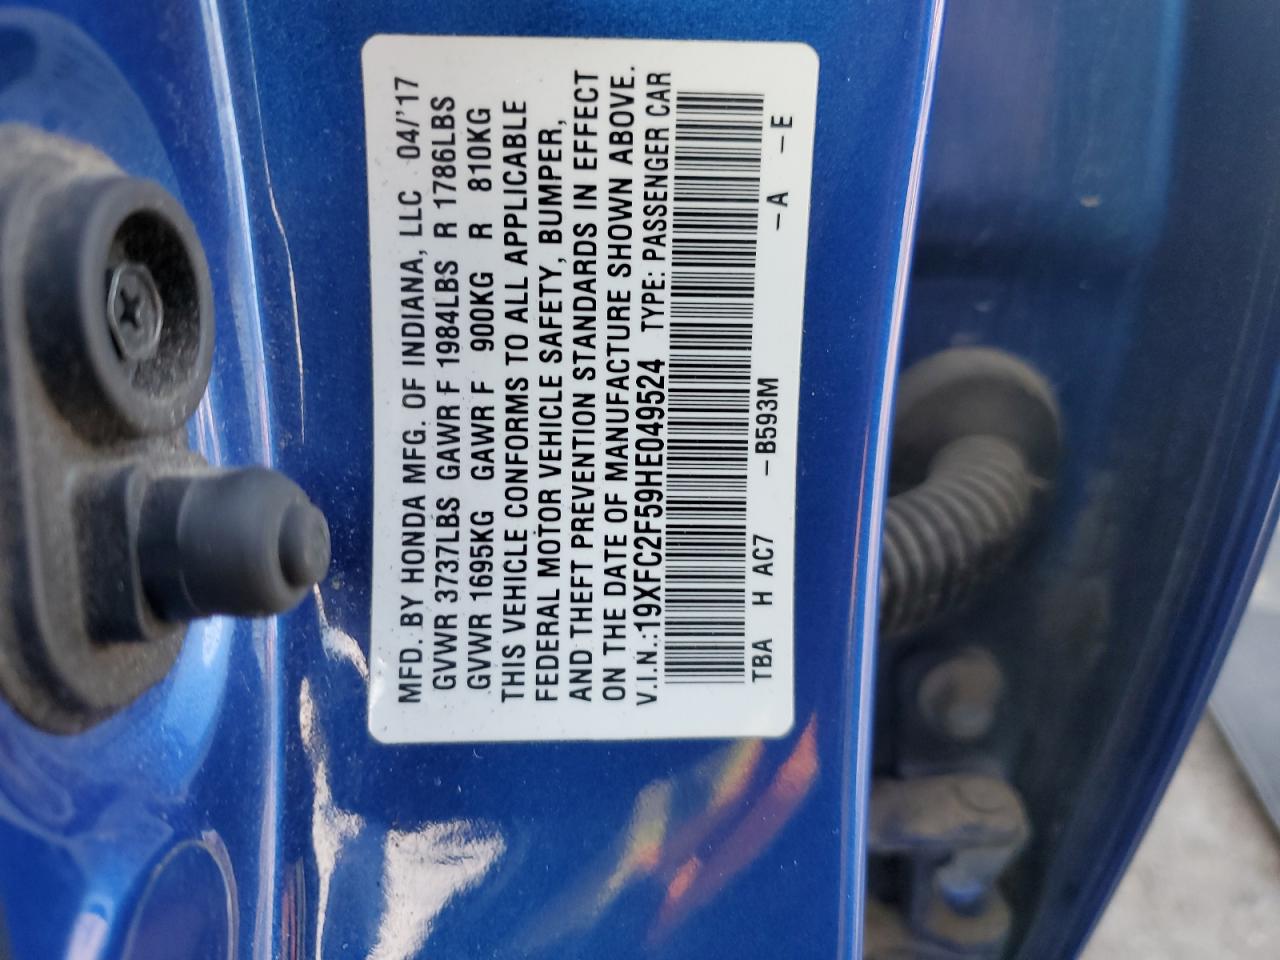 MFD. BY HONDA MFG. OF INDIANA, LLC 04/'17
GVWR 3737LBS GAWR F 1984LBS R 1786LBS
GVWR 1695KG GAWR F 900KG R 810KG
THIS VEHICLE CONFORMS TO ALL APPLICABLE
FEDERAL MOTOR VEHICLE SAFETY, BUMPER,
AND THEFT PREVENTION STANDARDS IN EFFECT
ON THE DATE OF MANUFACTURE SHOWN ABOVE.
V.I.N.:19XFC2F59HE049524 TYPE: PASSENGER CAR
TBA H AC7 -B593M -A -E